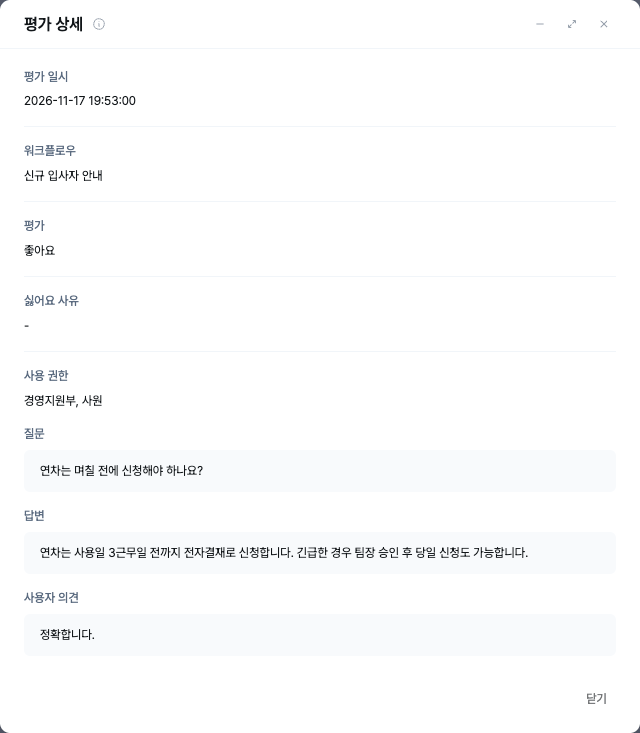 평가 상세
평가 일시
2026-11-17 19:53:00
워크플로우
신규 입사자 안내
평가
좋아요
싫어요 사유
-
사용 권한
경영지원부, 사원
질문
연차는 며칠 전에 신청해야 하나요?
답변
연차는 사용일 3근무일 전까지 전자결재로 신청합니다. 긴급한 경우 팀장 승인 후 당일 신청도 가능합니다.
사용자 의견
정확합니다.
닫기